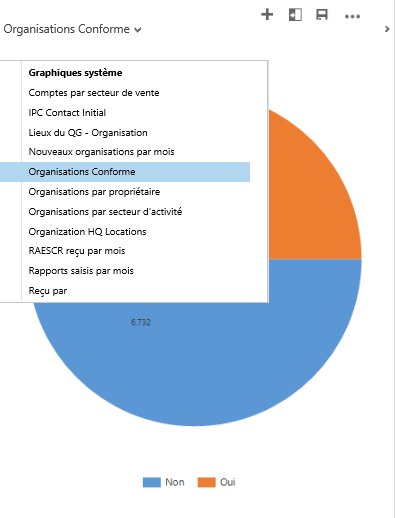 Organisations Conforme
Graphiques système
Comptes par secteur de vente
IPC Contact Initial
Lieux du QG - Organisation
Nouveaux organisations par mois
Organisations Conforme
Organisations par propriétaire
Organisations par secteur d'activité
Organization HQ Locations
RAESCR reçu par mois
Rapports saisis par mois
Reçu par
6,732
Non Oui